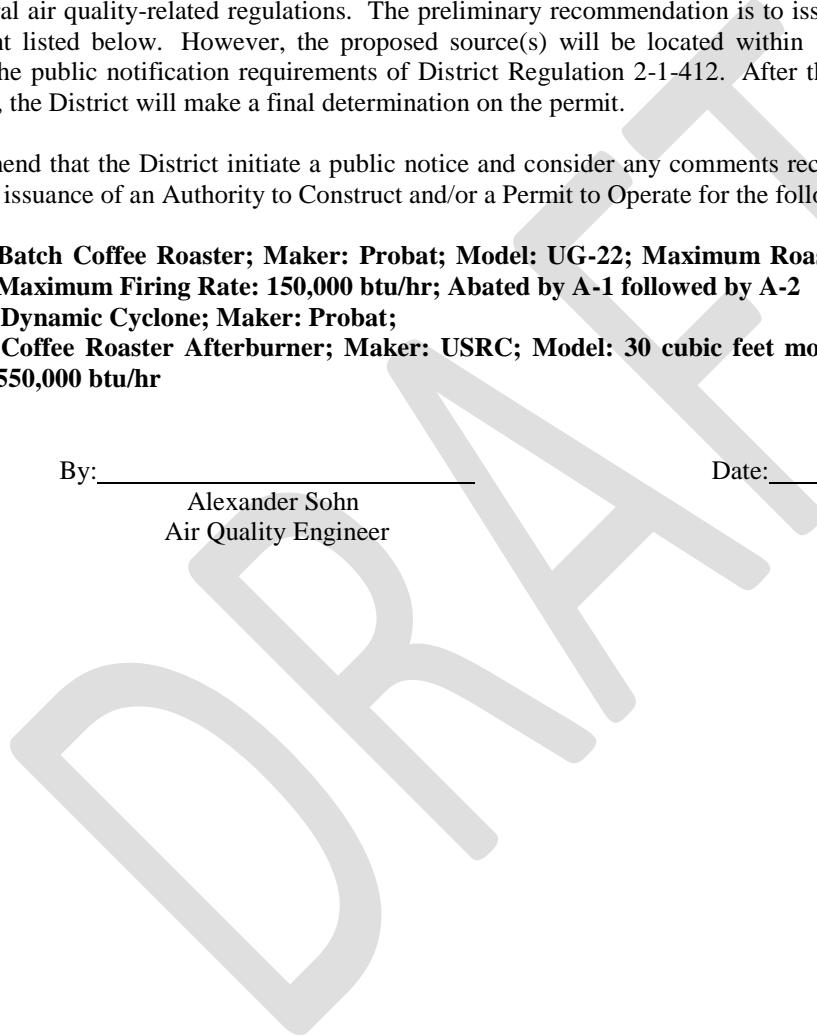 al air quality-related regulations. The preliminary recommendation is to iss
t listed below. However, the proposed source(s) will be located within
he public notification requirements of District Regulation 2-1-412. After th
, the District will make a final determination on the permit.
end that the District initiate a public notice and consider any comments rec
issuance of an Authority to Construct and/or a Permit to Operate for the follo
Batch Coffee Roaster; Maker: Probat; Model: UG-22; Maximum Roas
Maximum Firing Rate: 150,000 btu/hr; Abated by A-1 followed by A-2
Dynamic Cyclone; Maker: Probat;
Coffee Roaster Afterburner; Maker: USRC; Model: 30 cubic feet mo
550,000 btu/hr
By: Date:
Alexander Sohn
Air Quality Engineer
DRAFT